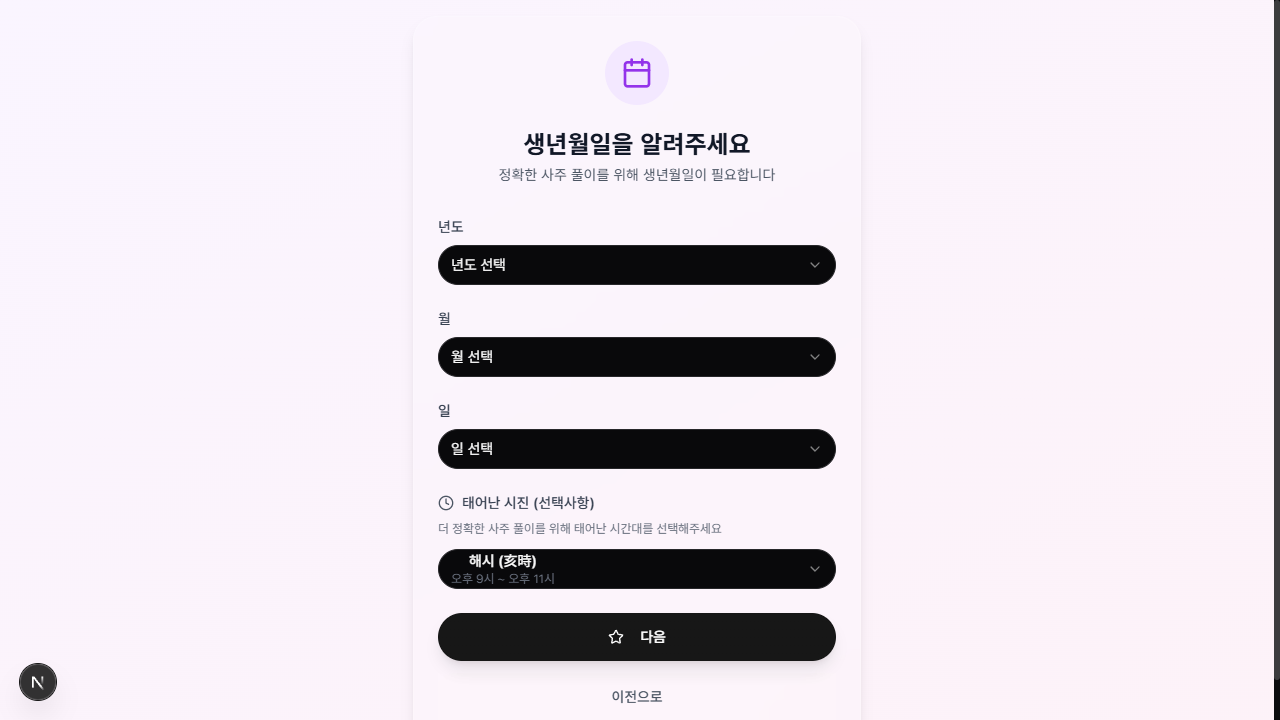 생년월일을 알려주세요
정확한 사주 풀이를 위해 생년월일이 필요합니다
년도
년도 선택
월
월 선택
일
일 선택
태어난 시진 (선택사항)
더 정확한 사주 풀이를 위해 태어난 시간대를 선택해주세요
해시 (亥時)
오후 9시 ~ 오후 11시
다음
N
이전으로